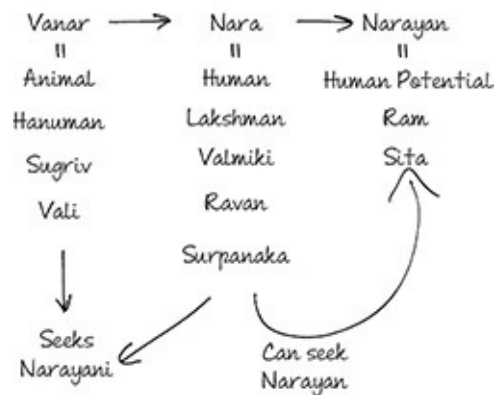 Vanar Nara Narayan
= = =
Animal Human Human Potential
Hanuman Lakshman Ram
Sugriv Valmiki Sita
Vali Ravan
Surpanaka
Seeks
Narayani
Can seek
Narayan